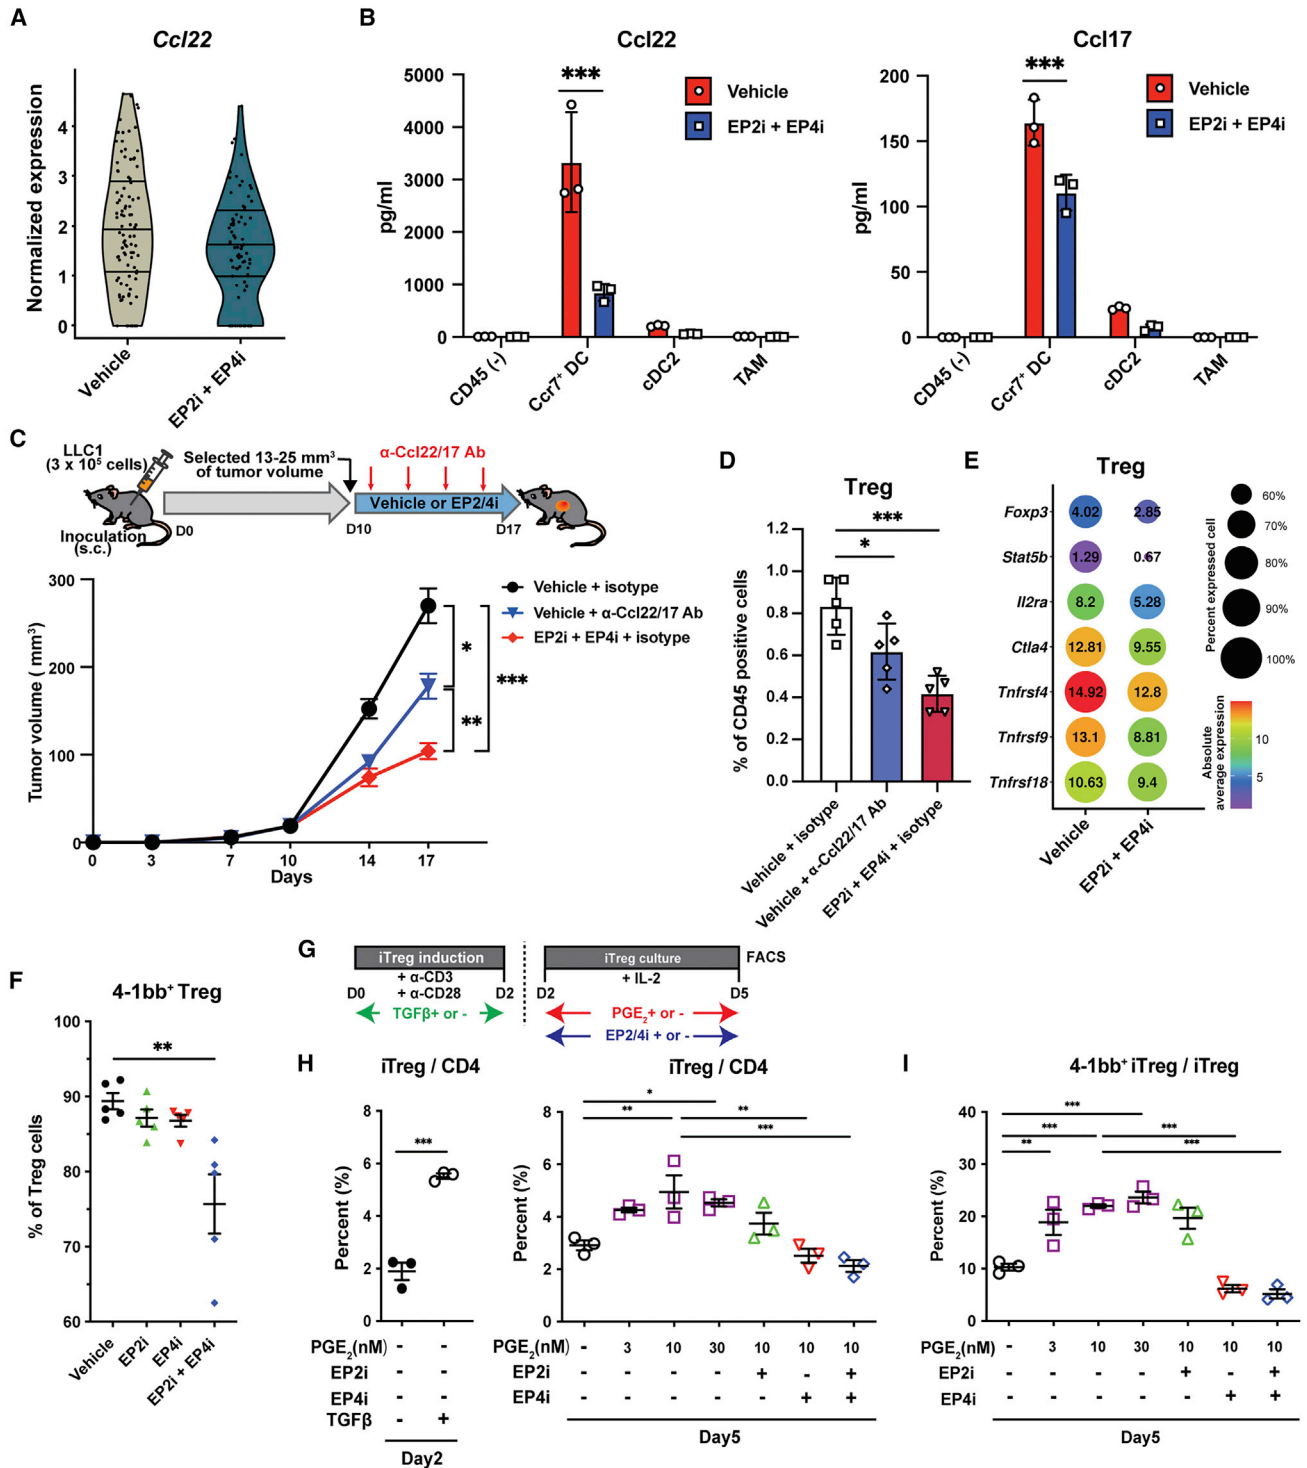 A
Ccl22
Normalized expression
4
3
2
1
0
Vehicle
EP2i + EP4i
B
Ccl22
pg/ml
5000
4000
3000
2000
1000
0
***
Vehicle
EP2i + EP4i
CD45 (-)
Ccr7⁺ DC
cDC2
TAM
Ccl17
pg/ml
200
150
100
50
0
***
Vehicle
EP2i + EP4i
CD45 (-)
Ccr7⁺ DC
cDC2
TAM
C
LLC1
(3 x 10⁵ cells)
Selected 13-25 mm³
of tumor volume
α-Ccl22/17 Ab
Vehicle or EP2/4i
Inoculation
(s.c.)
D0
D10
D17
Tumor volume ( mm³)
300
200
100
0
0
3
7
10
14
17
Days
Vehicle + isotype
Vehicle + α-Ccl22/17 Ab
EP2i + EP4i + isotype
*
**
***
D
Treg
% of CD45 positive cells
1.2
1.0
0.8
0.6
0.4
0.2
0.0
***
*
Vehicle + isotype
Vehicle + α-Ccl22/17 Ab
EP2i + EP4i + isotype
E
Treg
Foxp3 4.02 2.85
Stat5b 1.29 0.67
Il2ra 8.2 5.28
Ctla4 12.81 9.55
Tnfrsf4 14.92 12.8
Tnfrsf9 13.1 8.81
Tnfrsf18 10.63 9.4
Vehicle
EP2i + EP4i
Percent expressed cell
60%
70%
80%
90%
100%
Absolute
average expression
10
5
F
4-1bb⁺ Treg
% of Treg cells
100
90
80
70
60
**
Vehicle
EP2i
EP4i
EP2i + EP4i
G
iTreg induction
+ α-CD3
+ α-CD28
D0
D2
TGFβ+ or -
iTreg culture
+ IL-2
FACS
D2
D5
PGE₂+ or -
EP2/4i + or -
H
iTreg / CD4
Percent (%)
8
6
4
2
0
***
PGE₂(nM) - -
EP2i - -
EP4i - -
TGFβ - +
Day2
iTreg / CD4
Percent (%)
8
6
4
2
0
*
**
**
***
PGE₂(nM) - 3 10 30 10 10 10
EP2i - - - - + - +
EP4i - - - - - + +
Day5
I
4-1bb⁺ iTreg / iTreg
Percent (%)
40
30
20
10
0
***
***
***
**
***
PGE₂(nM) - 3 10 30 10 10 10
EP2i - - - - + - +
EP4i - - - - - + +
Day5